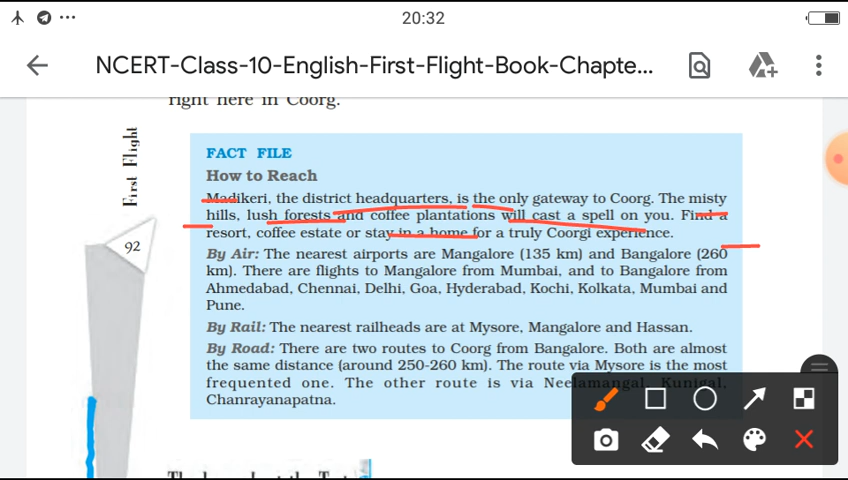 20:32
NCERT-Class-10-English-First-Flight-Book-Chapte...
right here in Coorg.
First Flight
92
FACT FILE
How to Reach
Madikeri, the district headquarters, is the only gateway to Coorg. The misty
hills, lush forests and coffee plantations will cast a spell on you. Find a
resort, coffee estate or stay in a home for a truly Coorgi experience.
By Air: The nearest airports are Mangalore (135 km) and Bangalore (260
km). There are flights to Mangalore from Mumbai, and to Bangalore from
Ahmedabad, Chennai, Delhi, Goa, Hyderabad, Kochi, Kolkata, Mumbai and
Pune.
By Rail: The nearest railheads are at Mysore, Mangalore and Hassan.
By Road: There are two routes to Coorg from Bangalore. Both are almost
the same distance (around 250-260 km). The route via Mysore is the most
frequented one. The other route is via Neelamangal, Kunigal,
Chanrayanapatna.